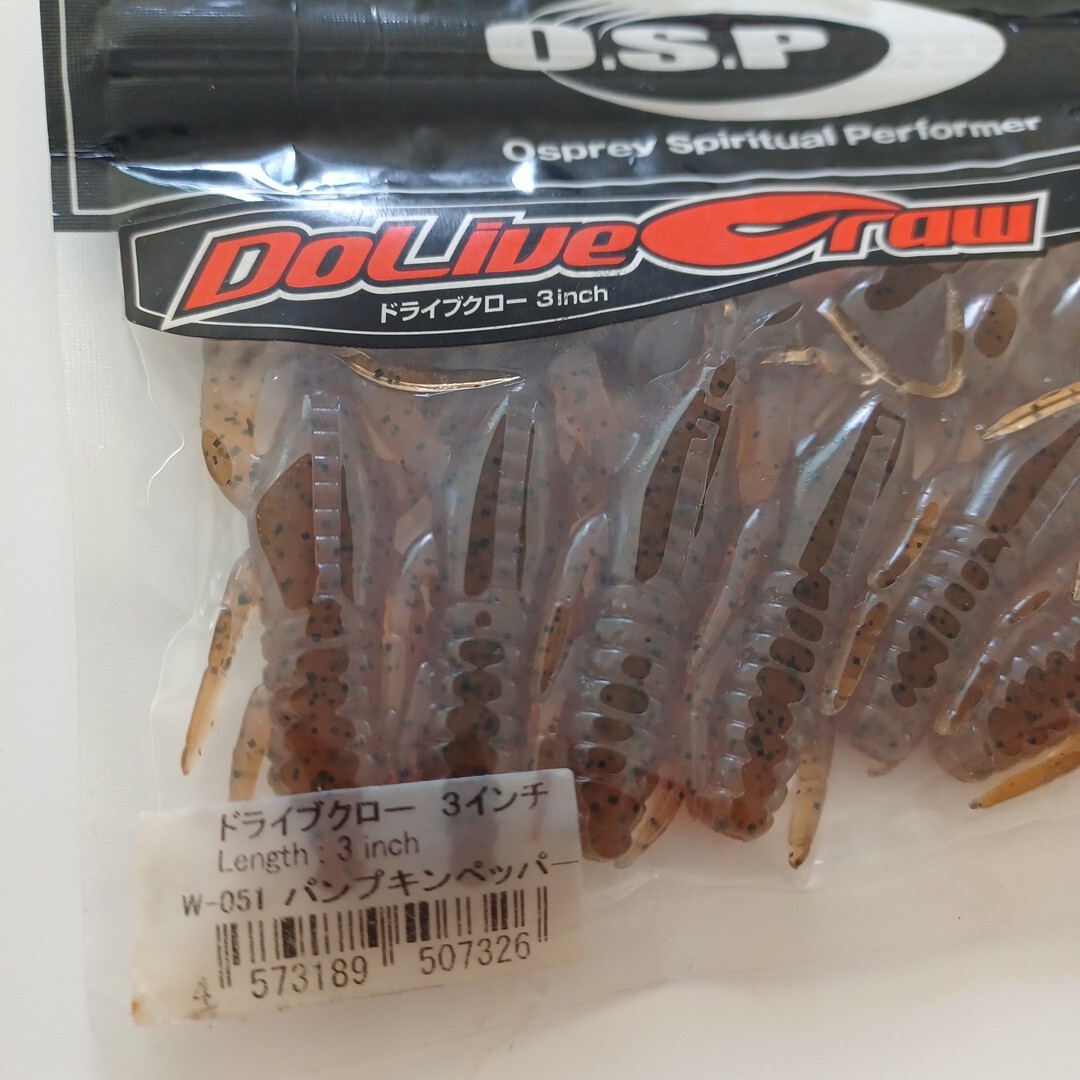 O.S.P
Osprey Spiritual Performer
DoLiveCraw
ドライブクロー 3inch
ドライブクロー 3インチ
Length : 3 inch
W-051 パンプキンペッパー
4 573189 507326